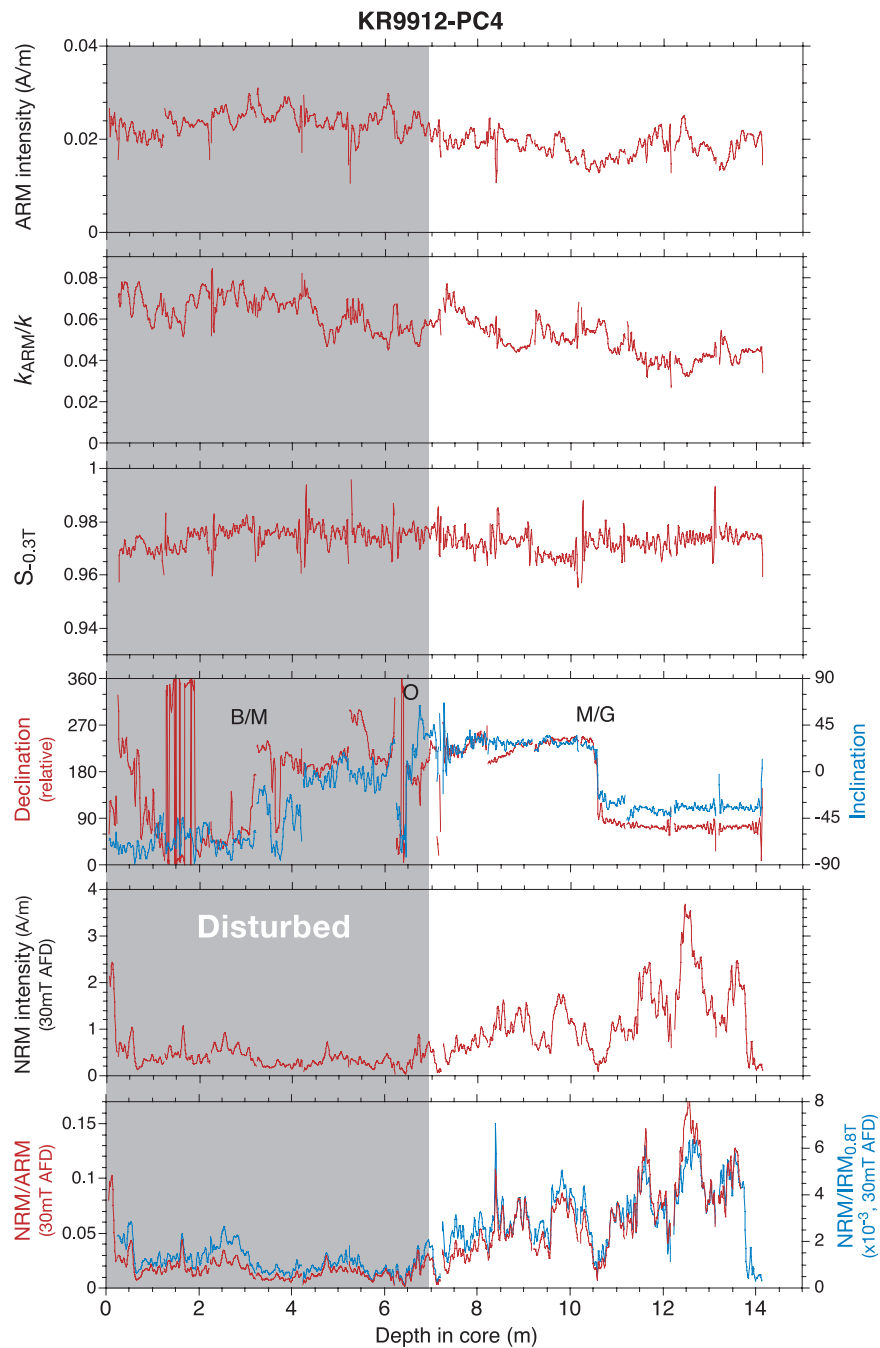 KR9912-PC4
ARM intensity (A/m)
0.04
0.02
0
kARM/k
0.08
0.06
0.04
0.02
0
S-0.3T
1
0.98
0.96
0.94
Declination
(relative)
360
270
180
90
0
B/M
O
M/G
90
45
0
-45
-90
Inclination
NRM intensity (A/m)
(30mT AFD)
4
3
2
1
0
Disturbed
NRM/ARM
(30mT AFD)
0.15
0.1
0.05
0
8
6
4
2
0
NRM/IRM0.8T
(x10⁻³, 30mT AFD)
0 2 4 6 8 10 12 14
Depth in core (m)